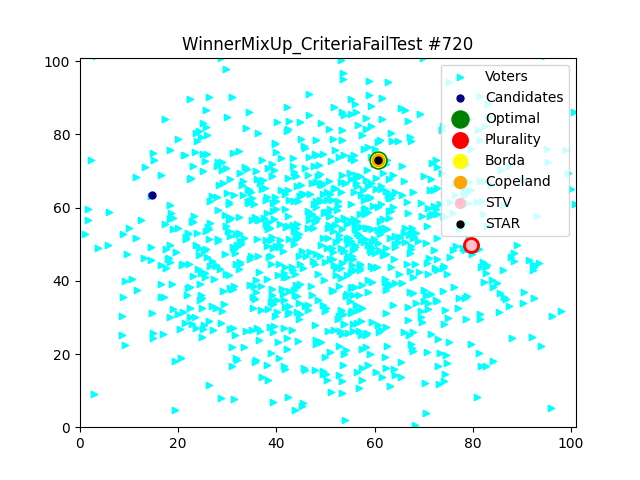 WinnerMixUp_CriteriaFailTest #720
100
80
60
40
20
0
0 20 40 60 80 100
Voters
Candidates
Optimal
Plurality
Borda
Copeland
STV
STAR